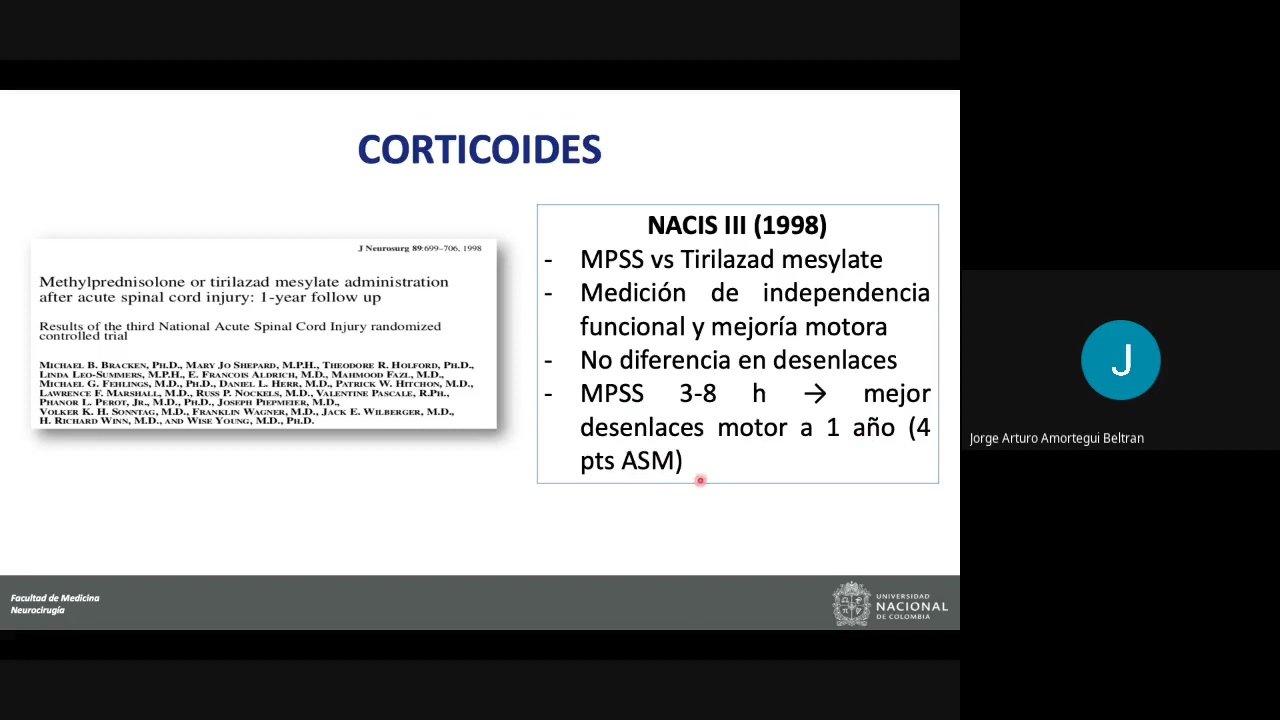 CORTICOIDES
J Neurosurg 89:699–706, 1998
Methylprednisolone or tirilazad mesylate administration
after acute spinal cord injury: 1-year follow up
Results of the third National Acute Spinal Cord Injury randomized
controlled trial
MICHAEL B. BRACKEN, PH.D., MARY JO SHEPARD, M.P.H., THEODORE R. HOLFORD, PH.D.,
LINDA LEO-SUMMERS, M.P.H., E. FRANCOIS ALDRICH, M.D., MAHMOOD FAZL, M.D.,
MICHAEL G. FEHLINGS, M.D., PH.D., DANIEL L. HERR, M.D., PATRICK W. HITCHON, M.D.,
LAWRENCE F. MARSHALL, M.D., RUSS P. NOCKELS, M.D., VALENTINE PASCALE, R.PH.,
PHANOR L. PEROT, JR., M.D., PH.D., JOSEPH PIEPMEIER, M.D.,
VOLKER K. H. SONNTAG, M.D., FRANKLIN WAGNER, M.D., JACK E. WILBERGER, M.D.,
H. RICHARD WINN, M.D., AND WISE YOUNG, M.D., PH.D.
NACIS III (1998)
- MPSS vs Tirilazad mesylate
- Medición de independencia
funcional y mejoría motora
- No diferencia en desenlaces
- MPSS 3-8 h → mejor
desenlaces motor a 1 año (4
pts ASM)
J
Jorge Arturo Amortegui Beltran
Facultad de Medicina
Neurocirugía
UNIVERSIDAD
NACIONAL
DE COLOMBIA